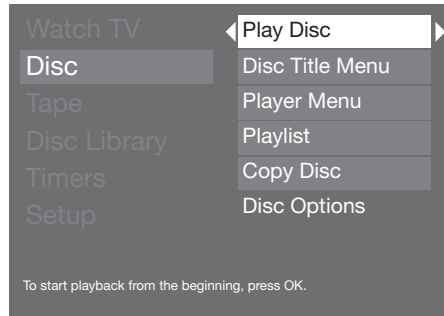 Watch TV
Disc
Tape
Disc Library
Timers
Setup
Play Disc
Disc Title Menu
Player Menu
Playlist
Copy Disc
Disc Options
To start playback from the beginning, press OK.